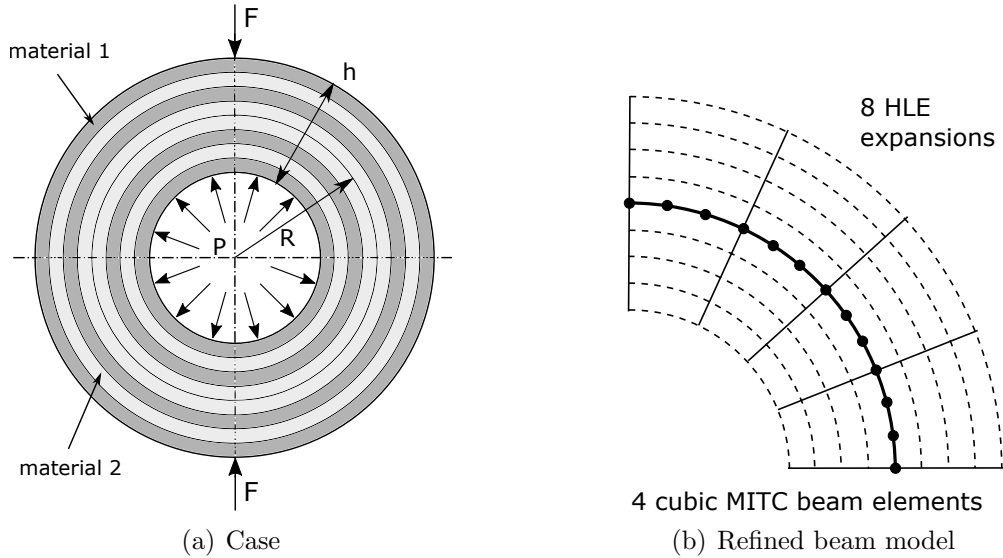 F
material 1
h
P
R
material 2
F
(a) Case
8 HLE
expansions
4 cubic MITC beam elements
(b) Refined beam model